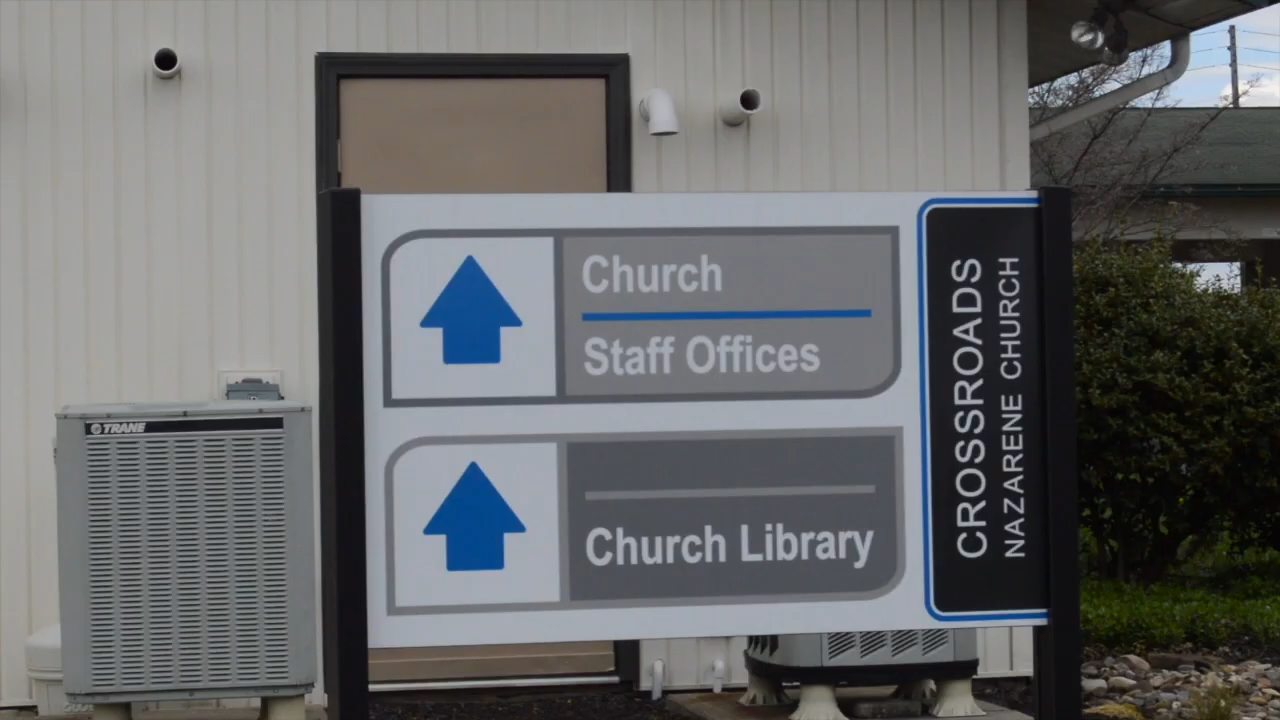 Church
Staff Offices
Church Library
CROSSROADS
NAZARENE CHURCH
TRANE